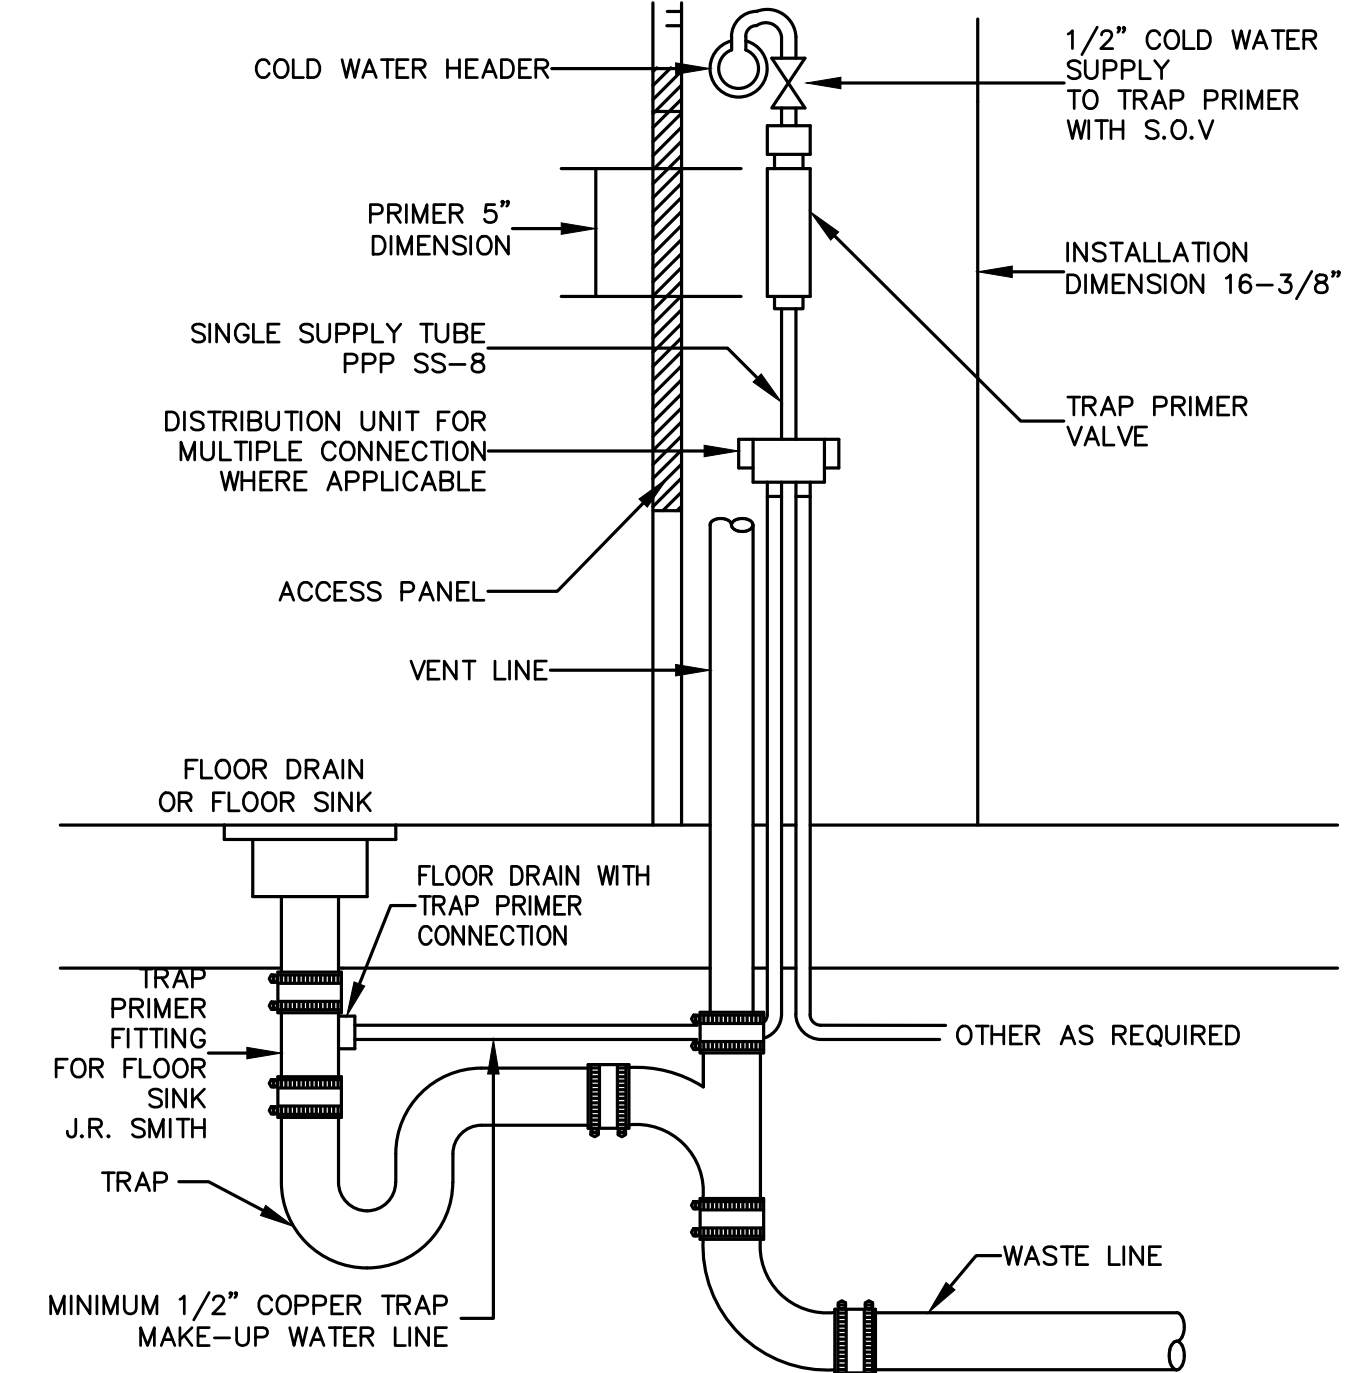 COLD WATER HEADER
1/2” COLD WATER
SUPPLY
TO TRAP PRIMER
WITH S.O.V
PRIMER 5”
DIMENSION
INSTALLATION
DIMENSION 16-3/8”
SINGLE SUPPLY TUBE
PPP SS-8
TRAP PRIMER
VALVE
DISTRIBUTION UNIT FOR
MULTIPLE CONNECTION
WHERE APPLICABLE
ACCESS PANEL
VENT LINE
FLOOR DRAIN
OR FLOOR SINK
FLOOR DRAIN WITH
TRAP PRIMER
CONNECTION
TRAP
PRIMER
FITTING
FOR FLOOR
SINK
J.R. SMITH
OTHER AS REQUIRED
TRAP
WASTE LINE
MINIMUM 1/2” COPPER TRAP
MAKE-UP WATER LINE